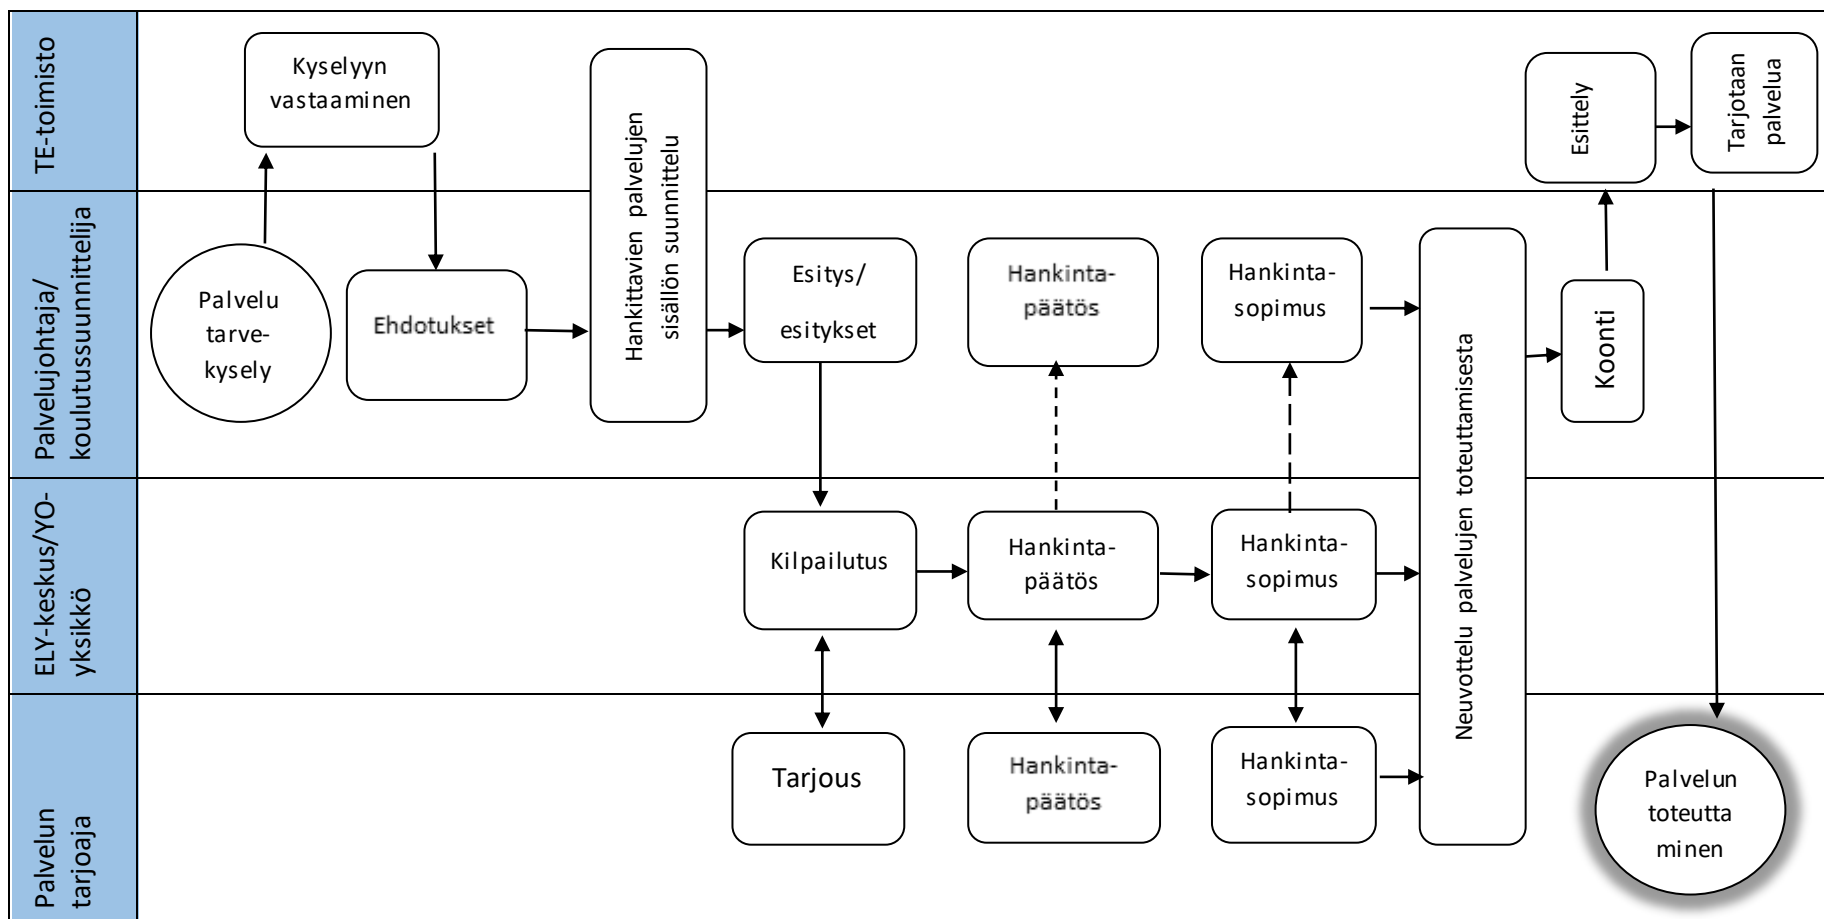 TE-toimisto
Kyselyyn
vastaaminen
Hankittavien palvelujen
sisällön suunnittelu
Esittely
Tarjotaan
palvelua
Palvelujohtaja/
koulutussuunnittelija
Palvelu
tarve-
kysely
Ehdotukset
Esitys/
esitykset
Hankinta-
päätös
Hankinta-
sopimus
Neuvottelu palvelujen toteuttamisesta
Koonti
ELY-keskus/YO-
yksikkö
Kilpailutus
Hankinta-
päätös
Hankinta-
sopimus
Palvelun
tarjoaja
Tarjous
Hankinta-
päätös
Hankinta-
sopimus
Palvelun
toteutta
minen